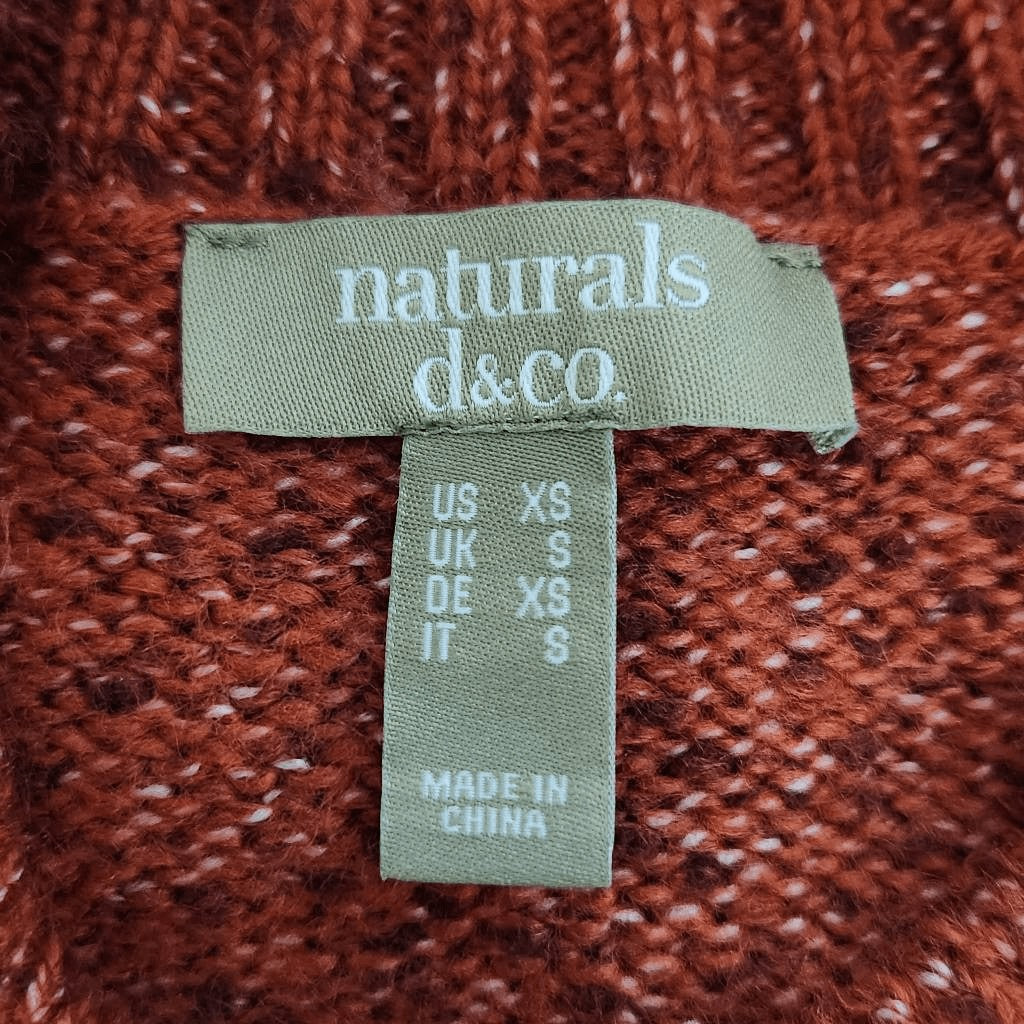 naturals
d&co.
US XS
UK S
DE XS
IT S
MADE IN
CHINA